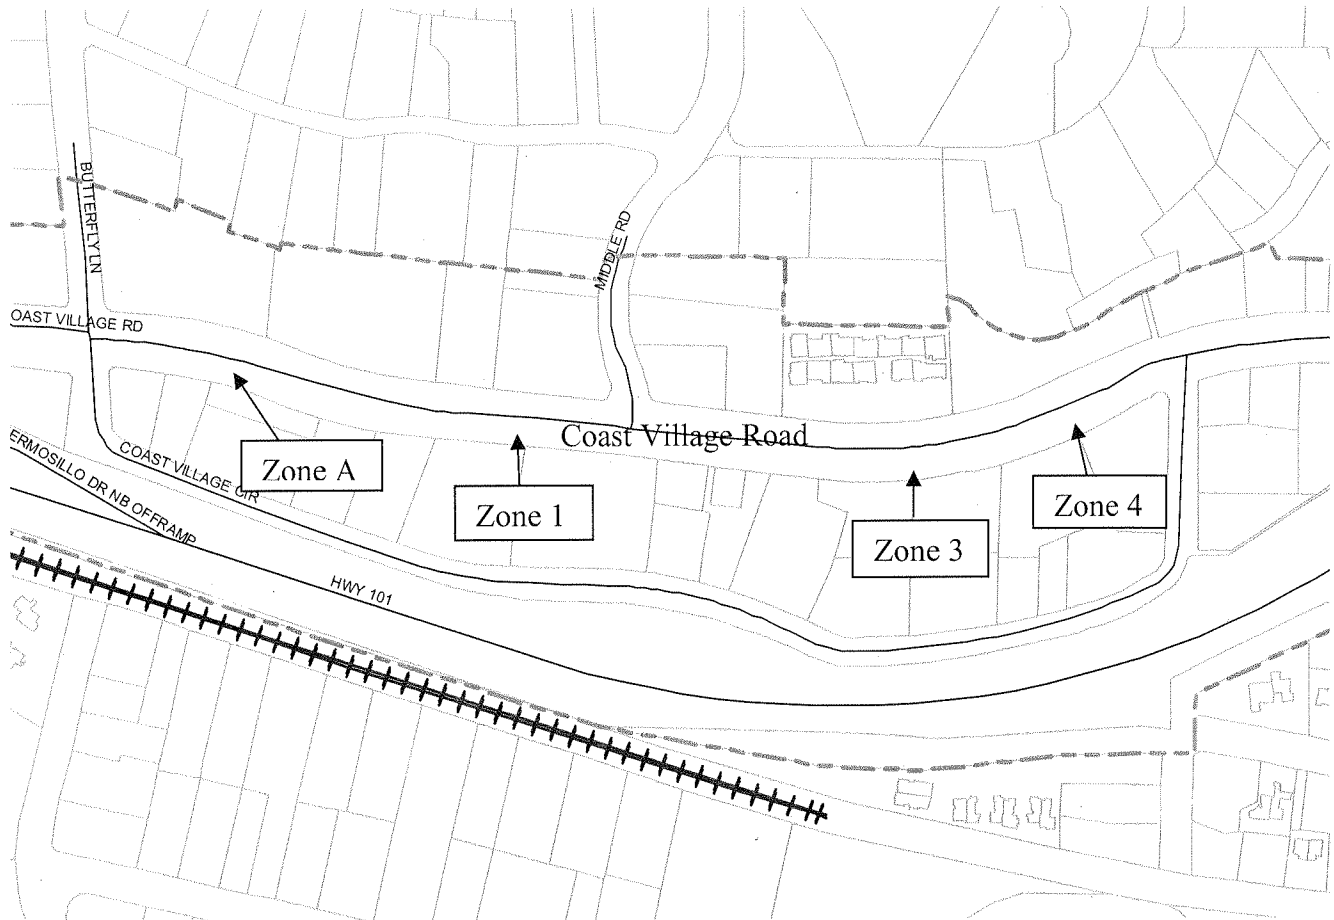 BUTTERFLY LN
MIDDLE RD
OAST VILLAGE RD
Coast Village Road
Zone A
COAST VILLAGE CIR
ERMOSILLO DR NB OFFRAMP
Zone 1
Zone 4
Zone 3
HWY 101